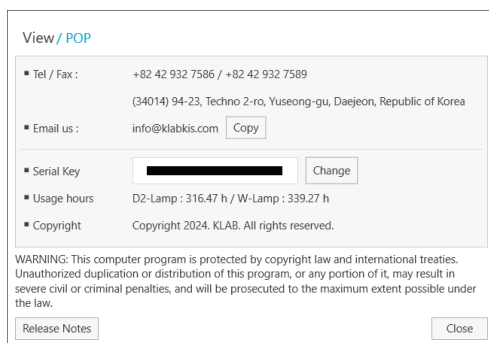 View / POP
Tel / Fax : +82 42 932 7586 / +82 42 932 7589
(34014) 94-23, Techno 2-ro, Yuseong-gu, Daejeon, Republic of Korea
Email us : info@klabkis.com Copy
Serial Key Change
Usage hours D2-Lamp : 316.47 h / W-Lamp : 339.27 h
Copyright Copyright 2024. KLAB. All rights reserved.
WARNING: This computer program is protected by copyright law and international treaties.
Unauthorized duplication or distribution of this program, or any portion of it, may result in
severe civil or criminal penalties, and will be prosecuted to the maximum extent possible under
the law.
Release Notes Close